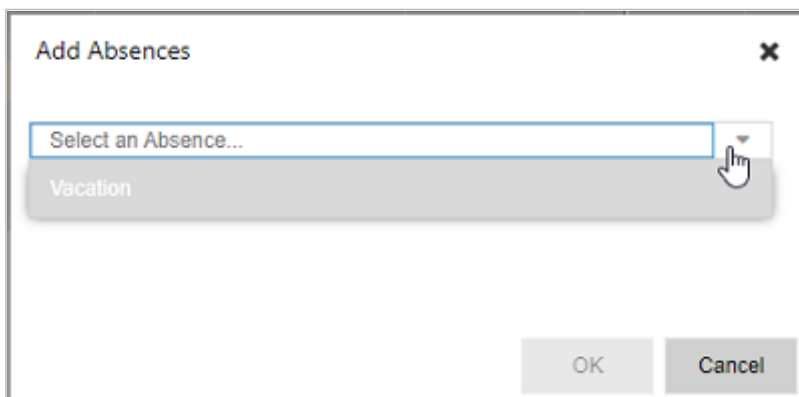 Add Absences
Select an Absence...
Vacation
OK
Cancel